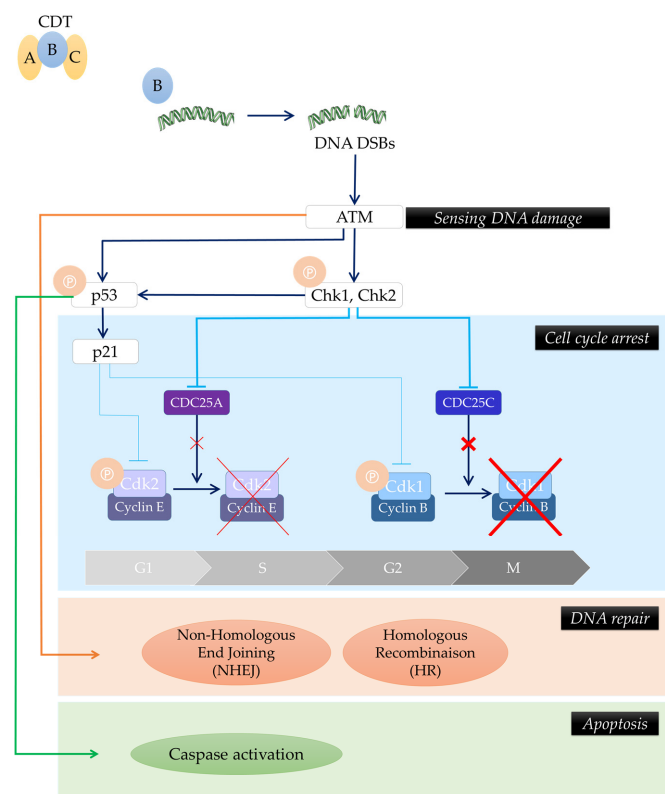 CDT
A B C
B
DNA DSBs
ATM
Sensing DNA damage
℗
p53
℗
Chk1, Chk2
Cell cycle arrest
p21
CDC25A
CDC25C
℗
Cdk2
Cyclin E
Cdk2
Cyclin E
℗
Cdk1
Cyclin B
Cdk1
Cyclin B
G1
S
G2
M
DNA repair
Non-Homologous
End Joining
(NHEJ)
Homologous
Recombinaison
(HR)
Apoptosis
Caspase activation